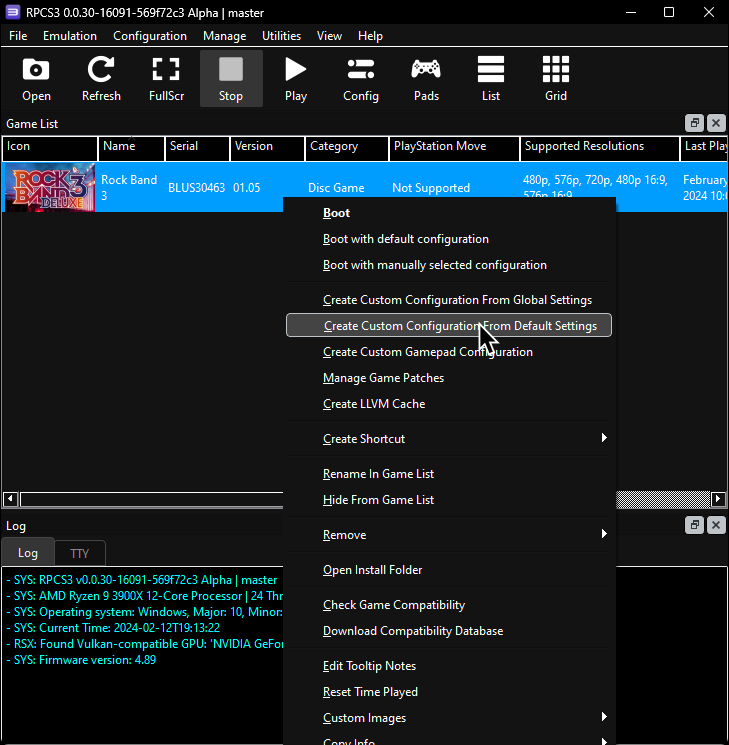 RPCS3 0.0.30-16091-569f72c3 Alpha | master
File Emulation Configuration Manage Utilities View Help
Open Refresh FullScr Stop Play Config Pads List Grid
Game List
Icon Name Serial Version Category PlayStation Move Supported Resolutions Last Play
ROCK BAND 3 DELUXE
Rock Band 3
BLUS30463 01.05 Disc Game Not Supported
480p, 576p, 720p, 480p 16:9,
576p 16:9
February
2024 10:
Boot
Boot with default configuration
Boot with manually selected configuration
Create Custom Configuration From Global Settings
Create Custom Configuration From Default Settings
Create Custom Gamepad Configuration
Manage Game Patches
Create LLVM Cache
Create Shortcut
Rename In Game List
Hide From Game List
Remove
Open Install Folder
Check Game Compatibility
Download Compatibility Database
Edit Tooltip Notes
Reset Time Played
Custom Images
Copy Info
Log
Log TTY
- SYS: RPCS3 v0.0.30-16091-569f72c3 Alpha | master
- SYS: AMD Ryzen 9 3900X 12-Core Processor | 24 Thr
- SYS: Operating system: Windows, Major: 10, Minor:
- SYS: Current Time: 2024-02-12T19:13:22
- RSX: Found Vulkan-compatible GPU: 'NVIDIA GeFor
- SYS: Firmware version: 4.89